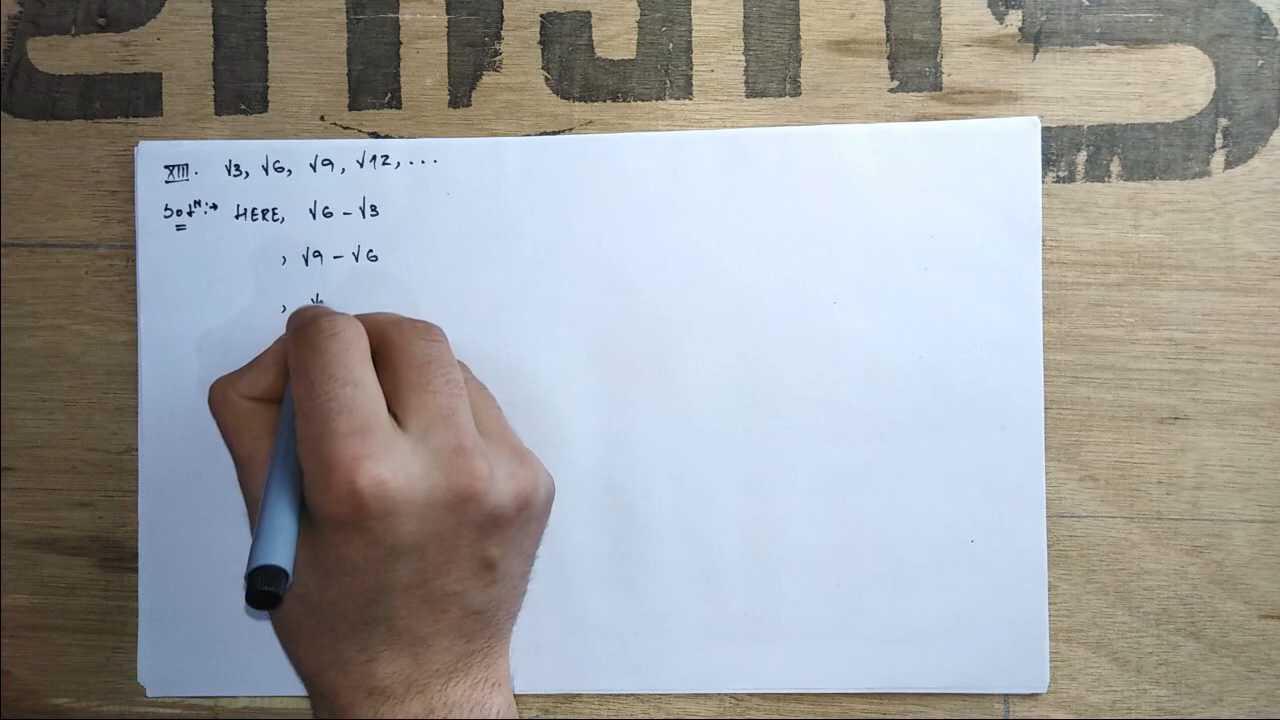 XIII. √3, √6, √9, √12, ...
Solᴺ:→ HERE, √6 - √3
, √9 - √6
, √